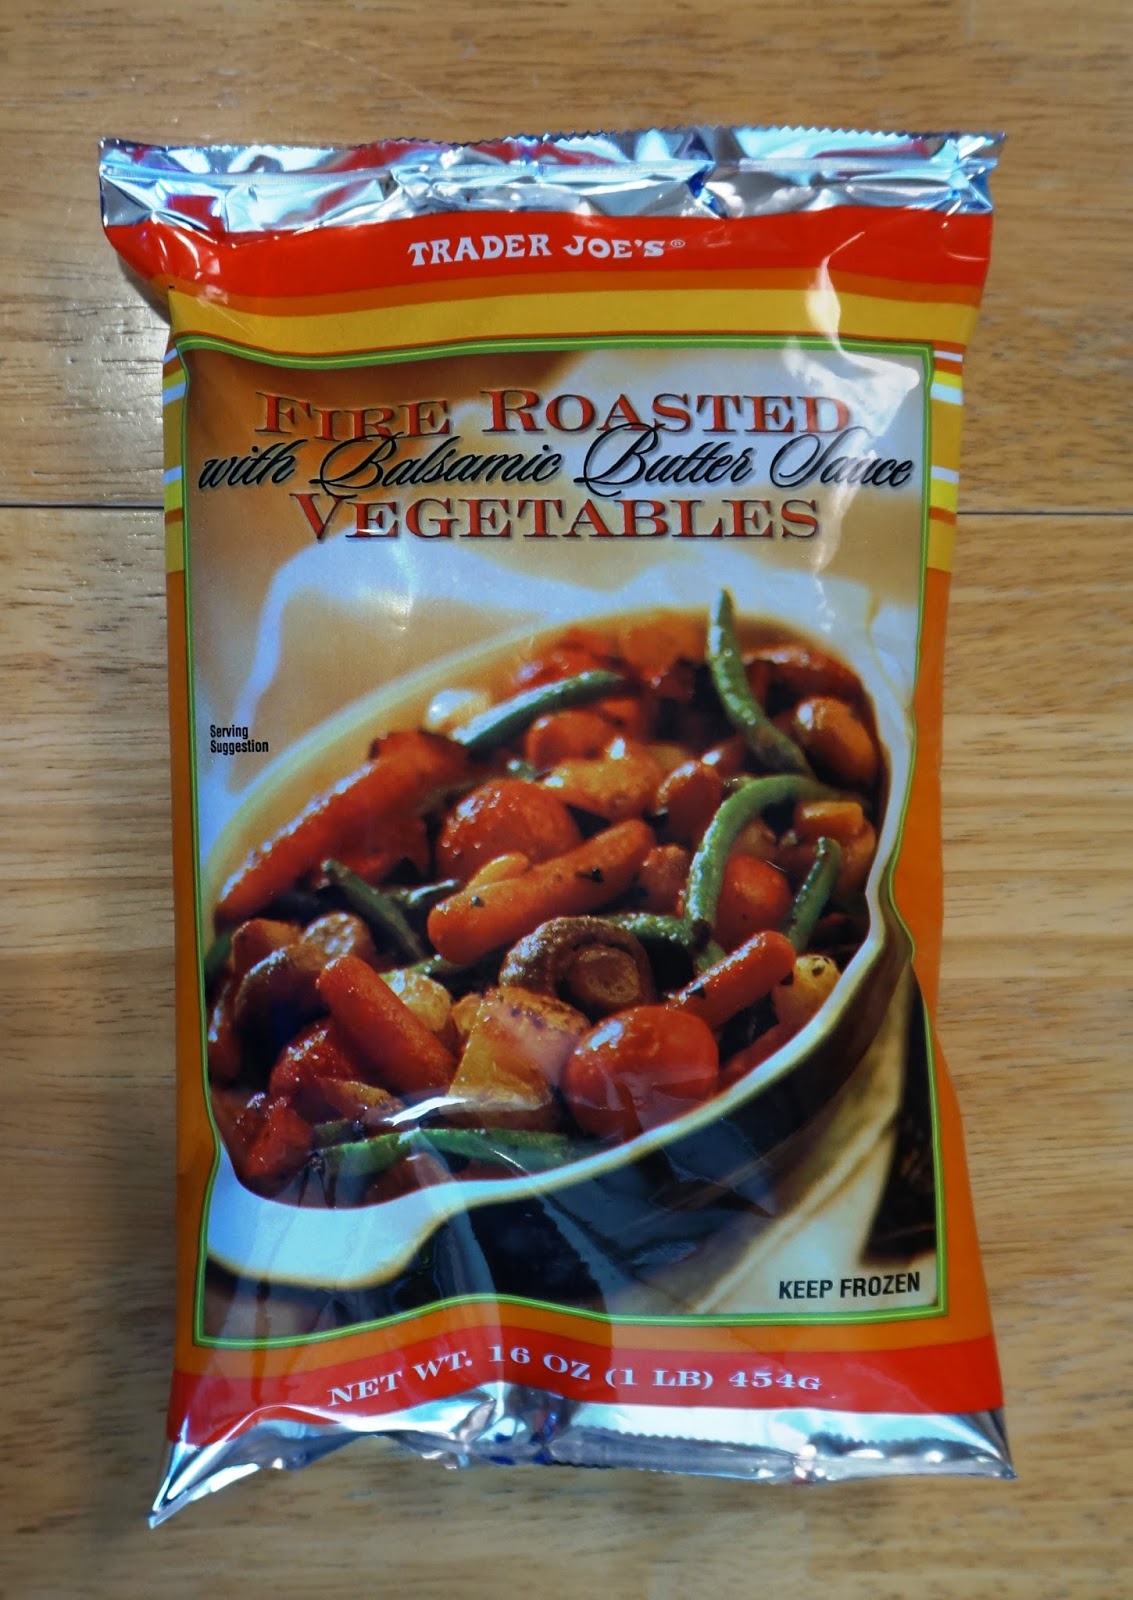 TRADER JOE'S®
FIRE ROASTED
with Balsamic Butter Sauce
VEGETABLES
Serving
Suggestion
KEEP FROZEN
NET WT. 16 OZ (1 LB) 454G